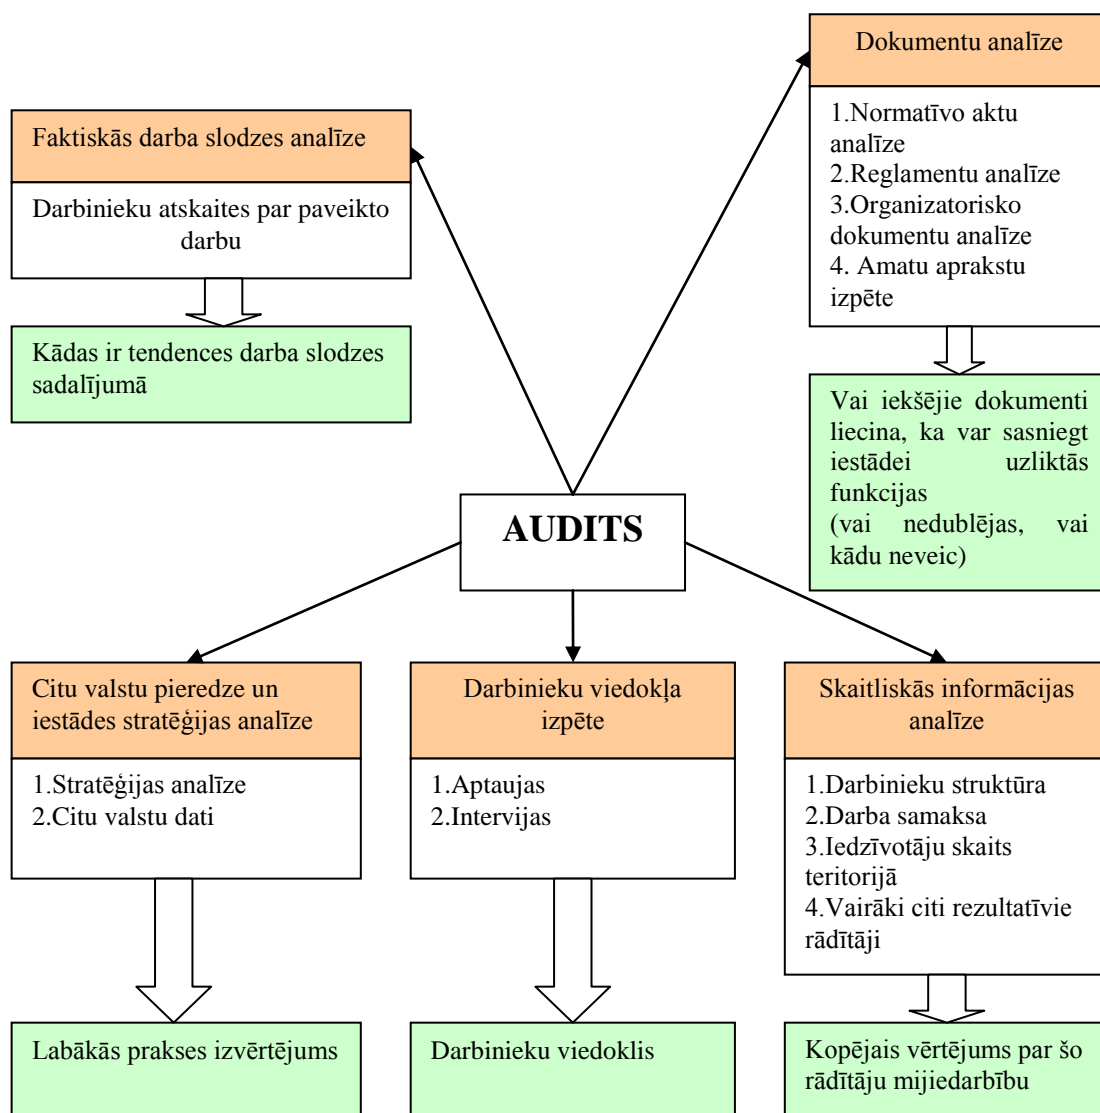 Dokumentu analīze
1.Normatīvo aktu
analīze
2.Reglamentu analīze
3.Organizatorisko
dokumentu analīze
4. Amatu aprakstu
izpēte
Vai iekšējie dokumenti
liecina, ka var sasniegt
iestādei uzliktās
funkcijas
(vai nedublējas, vai
kādu neveic)
Faktiskās darba slodzes analīze
Darbinieku atskaites par paveikto
darbu
Kādas ir tendences darba slodzes
sadalījumā
AUDITS
Citu valstu pieredze un
iestādes stratēģijas analīze
1.Stratēģijas analīze
2.Citu valstu dati
Labākās prakses izvērtējums
Darbinieku viedokļa
izpēte
1.Aptaujas
2.Intervijas
Darbinieku viedoklis
Skaitliskās informācijas
analīze
1.Darbinieku struktūra
2.Darba samaksa
3.Iedzīvotāju skaits
teritorijā
4.Vairāki citi rezultatīvie
rādītāji
Kopējais vērtējums par šo
rādītāju mijiedarbību